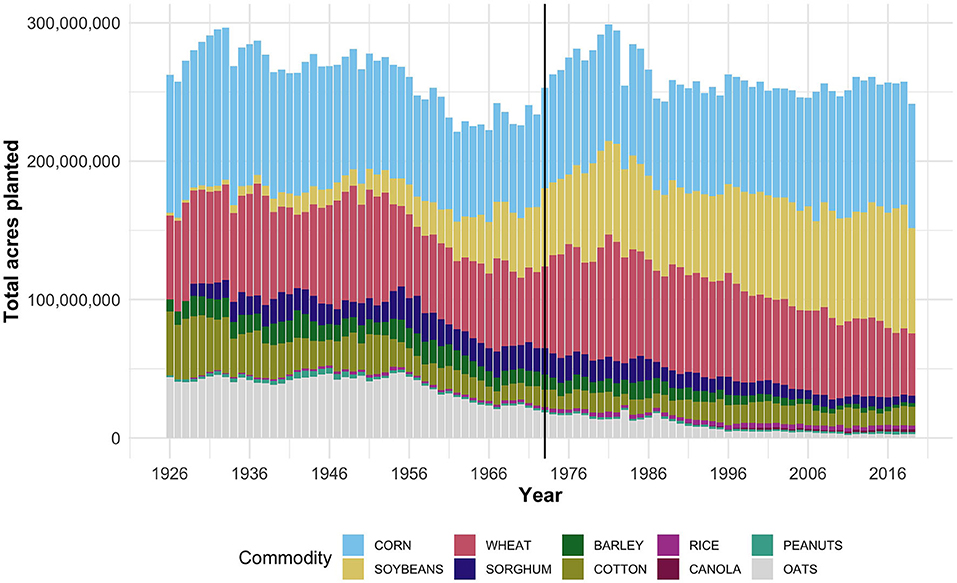 Total acres planted
300,000,000
200,000,000
100,000,000
0
1926 1936 1946 1956 1966 1976 1986 1996 2006 2016
Year
Commodity
CORN WHEAT BARLEY RICE PEANUTS
SOYBEANS SORGHUM COTTON CANOLA OATS